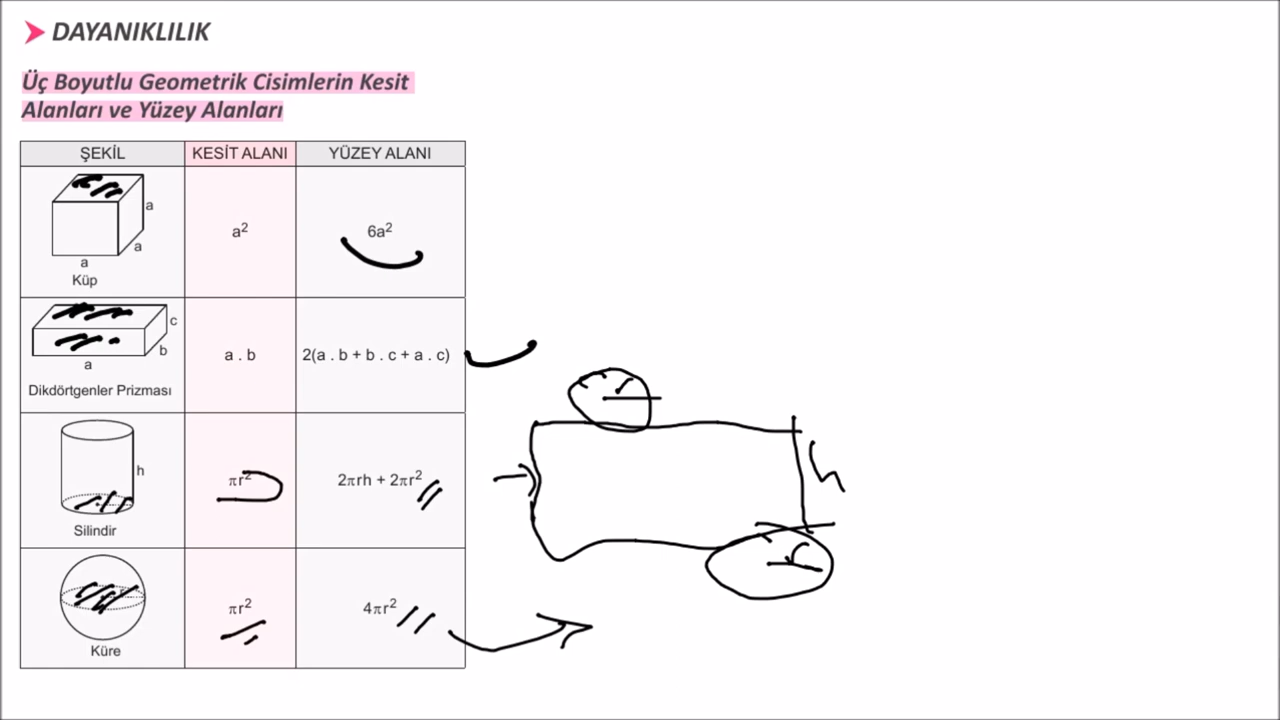 DAYANIKLILIK
Üç Boyutlu Geometrik Cisimlerin Kesit
Alanları ve Yüzey Alanları
ŞEKİL KESİT ALANI YÜZEY ALANI
a
a
a
Küp
a²
6a²
c
b
a
Dikdörtgenler Prizması
a . b
2(a . b + b . c + a . c)
h
Silindir
πr²
2πrh + 2πr²
Küre
πr²
4πr²
r
h
r